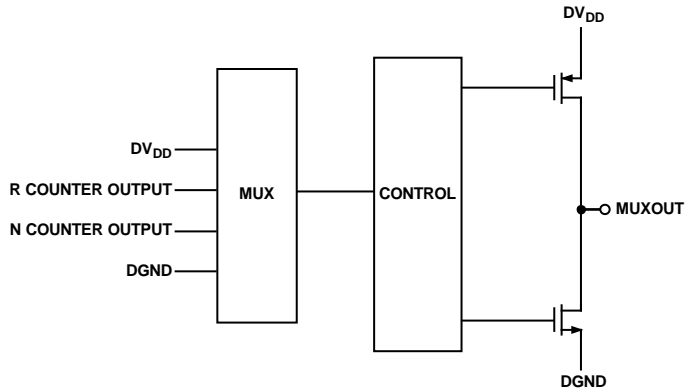 DVDD
DVDD
R COUNTER OUTPUT
N COUNTER OUTPUT
DGND
MUX
CONTROL
MUXOUT
DGND